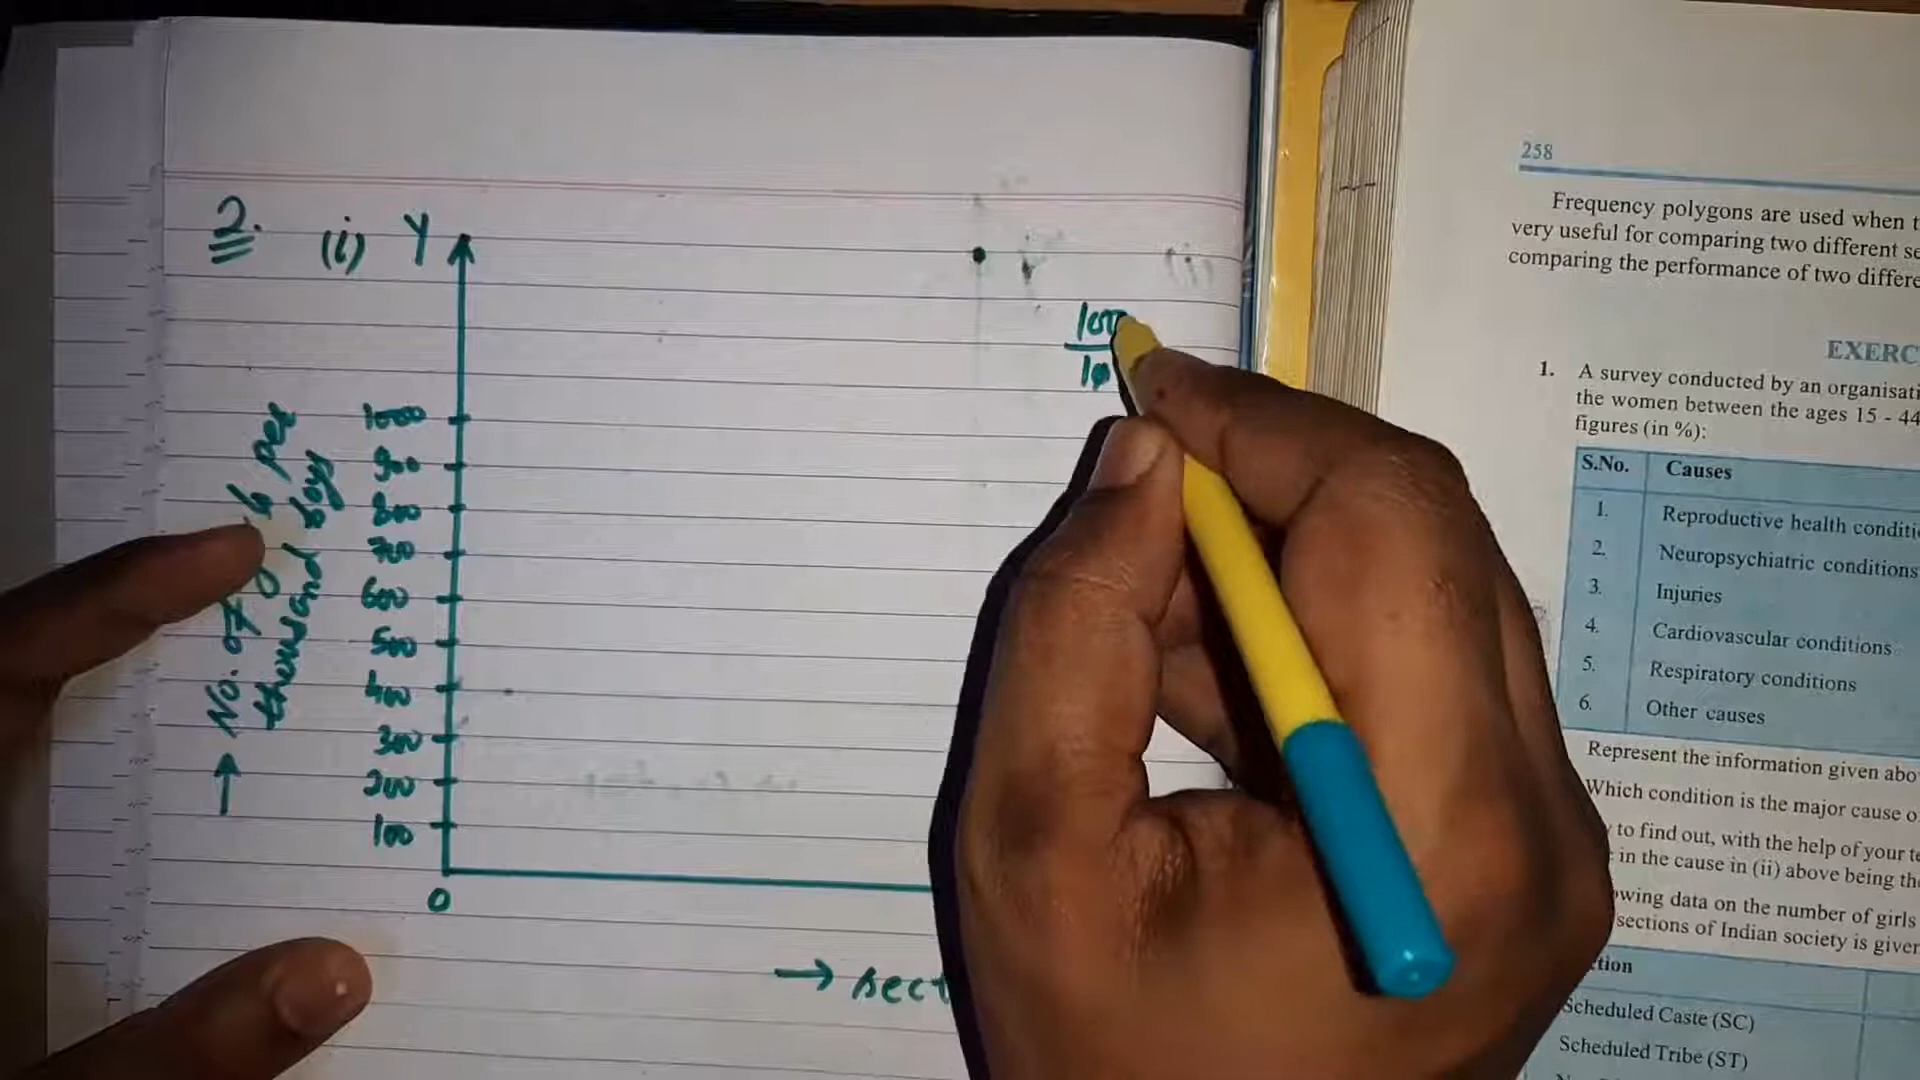 2. (i) Y
100
10
1000
900
800
700
600
500
400
300
200
100
0
→ No. of per
thousand boys
→ sect
258
Frequency polygons are used when t
very useful for comparing two different se
comparing the performance of two differe
EXERC
1. A survey conducted by an organisati
the women between the ages 15 - 44
figures (in %):
S.No. Causes
1. Reproductive health conditi
2. Neuropsychiatric conditions
3. Injuries
4. Cardiovascular conditions
5. Respiratory conditions
6. Other causes
Represent the information given abo
Which condition is the major cause o
to find out, with the help of your te
in the cause in (ii) above being the
owing data on the number of girls
sections of Indian society is given
tion
Scheduled Caste (SC)
Scheduled Tribe (ST)